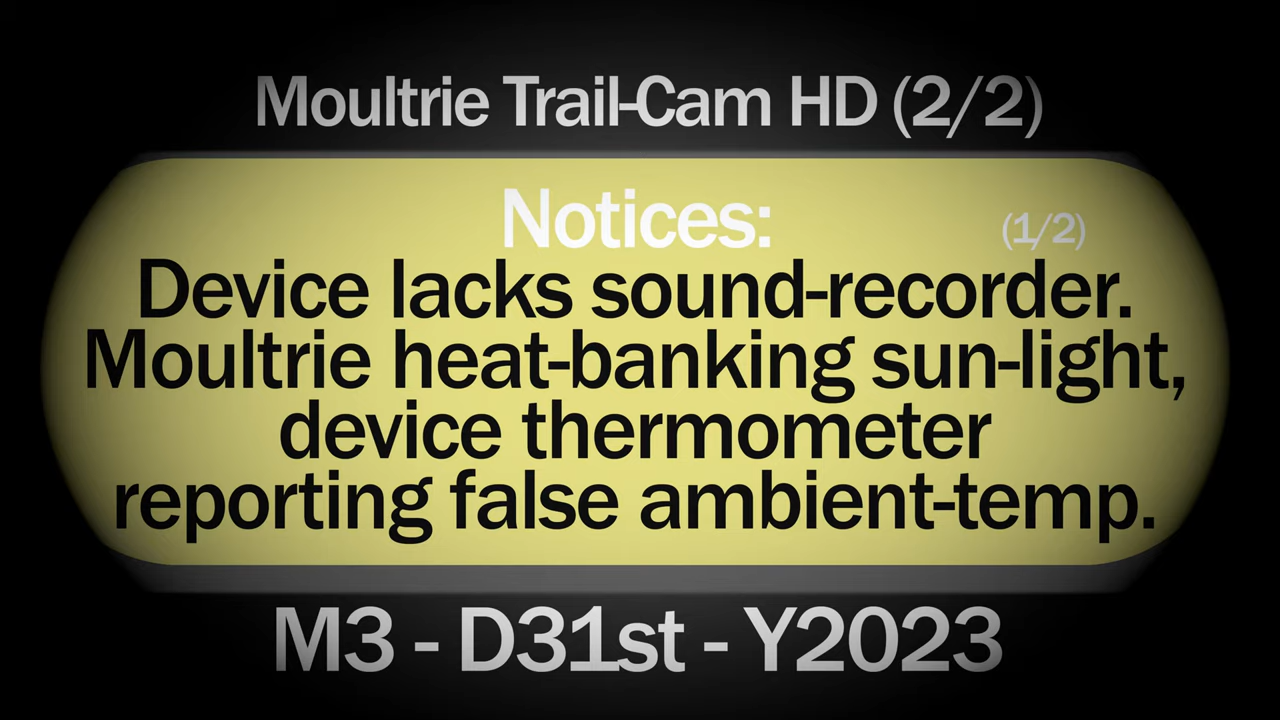 Moultrie Trail-Cam HD (2/2)
Notices:
(1/2)
Device lacks sound-recorder.
Moultrie heat-banking sun-light,
device thermometer
reporting false ambient-temp.
M3 - D31st - Y2023